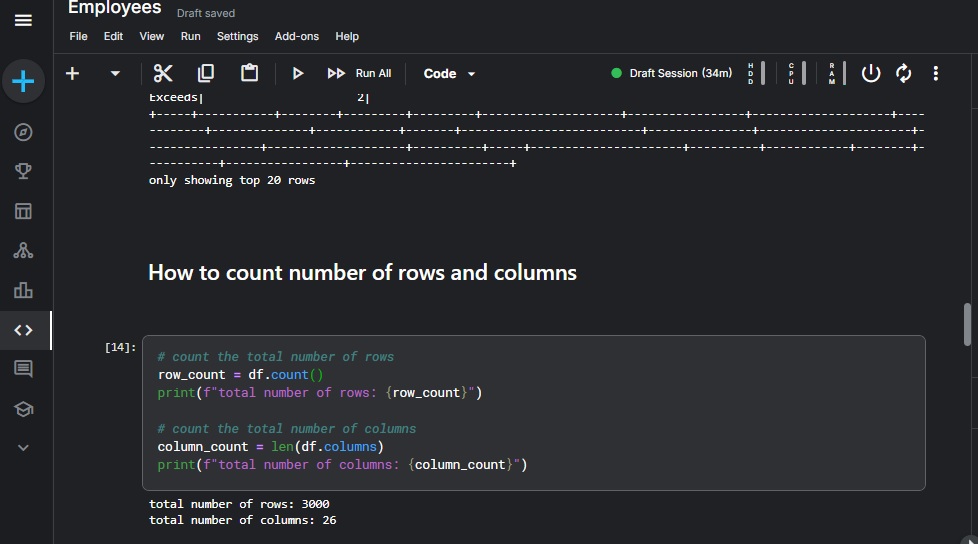 Employees
Draft saved
File Edit View Run Settings Add-ons Help
Run All
Code
Draft Session (34m)
HDD
CPU
RAM
Exceeds| 2|
+-----+-----------+-------+---------+---------+-------------------+----------------+-------------------+----
--------+-------------+-----------+-------+------------------------+--------------+--------------------+-
---------------+------------------+---------+-----+--------------------+---------+-----------+-------+-
---------+----------------+---------------------+
only showing top 20 rows
How to count number of rows and columns
[14]:
# count the total number of rows
row_count = df.count()
print(f"total number of rows: {row_count}")
# count the total number of columns
column_count = len(df.columns)
print(f"total number of columns: {column_count}")
total number of rows: 3000
total number of columns: 26